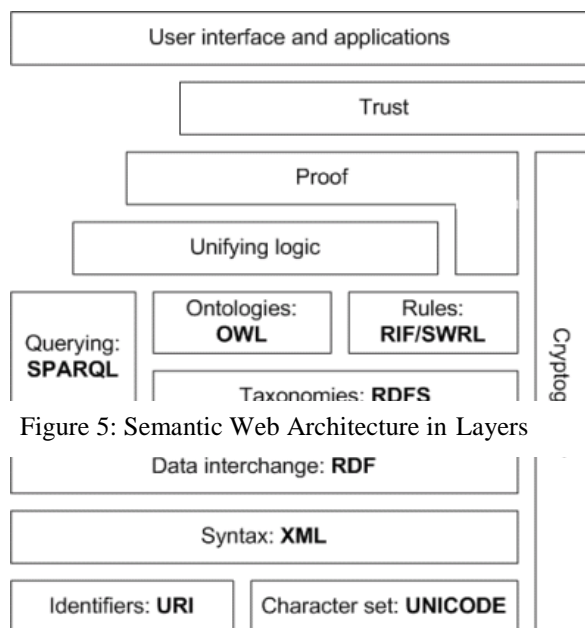 User interface and applications
Trust
Proof
Unifying logic
Querying:
SPARQL
Ontologies:
OWL
Rules:
RIF/SWRL
Taxonomies: RDFS
Cryptog
Figure 5: Semantic Web Architecture in Layers
Data interchange: RDF
Syntax: XML
Identifiers: URI
Character set: UNICODE